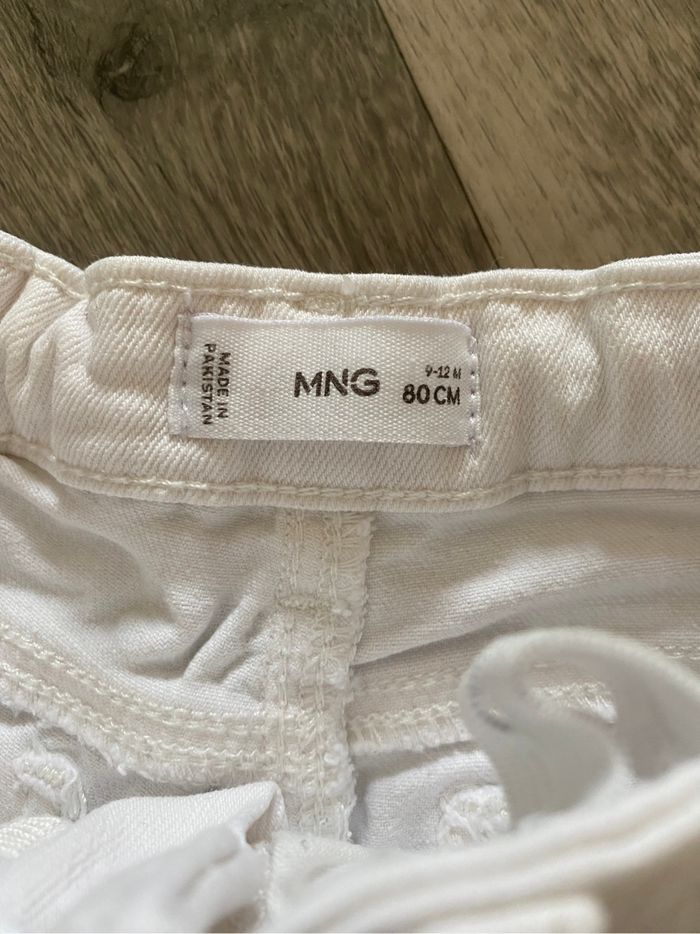 MADE IN
PAKISTAN
MNG
9-12 M
80 CM